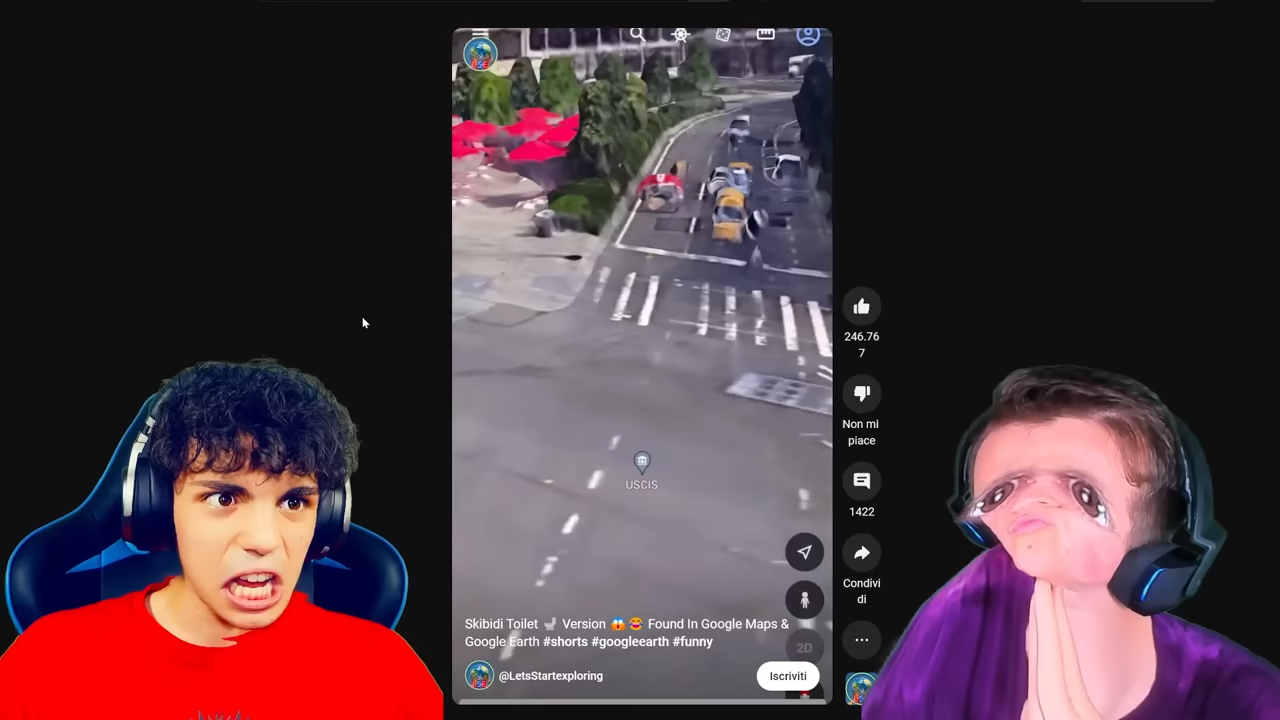 246.76
7
Non mi
piace
1422
Condivi
di
USCIS
2D
Skibidi Toilet 🚽 Version 😱 🥵 Found In Google Maps &
Google Earth #shorts #googleearth #funny
@LetsStartexploring
Iscriviti